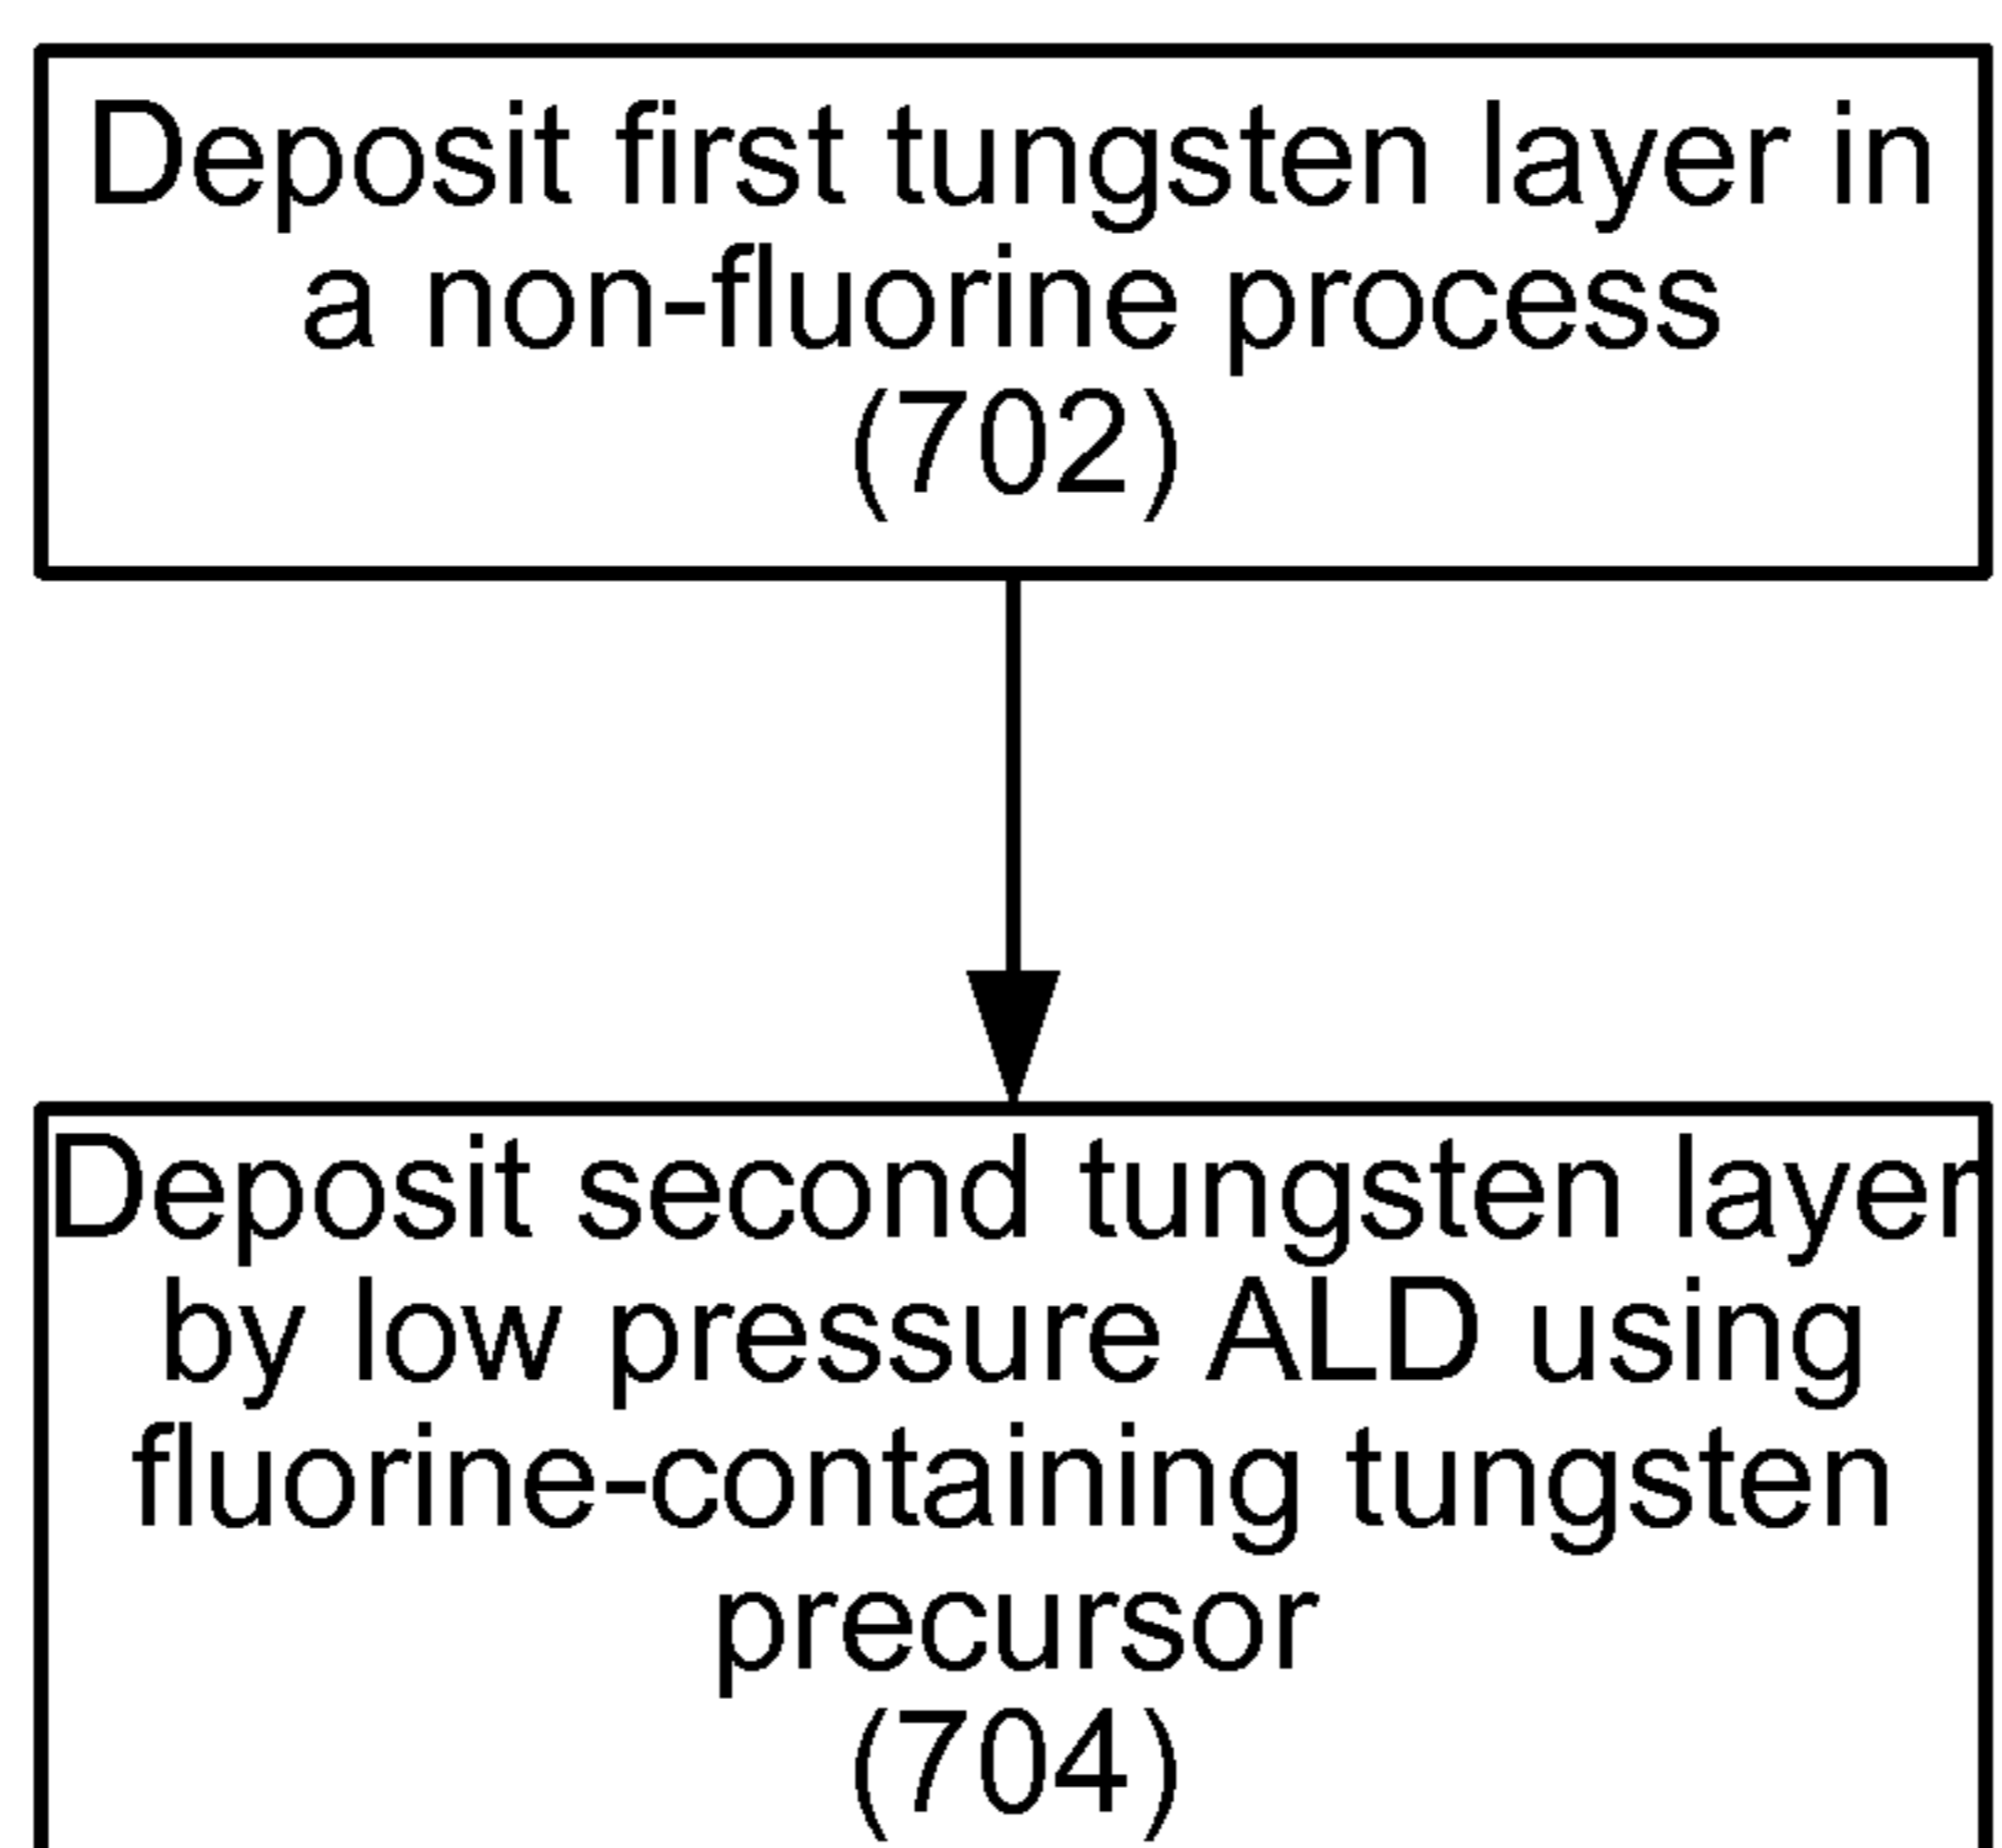 Deposit first tungsten layer in
a non-fluorine process
(702)
Deposit second tungsten layer
by low pressure ALD using
fluorine-containing tungsten
precursor
(704)